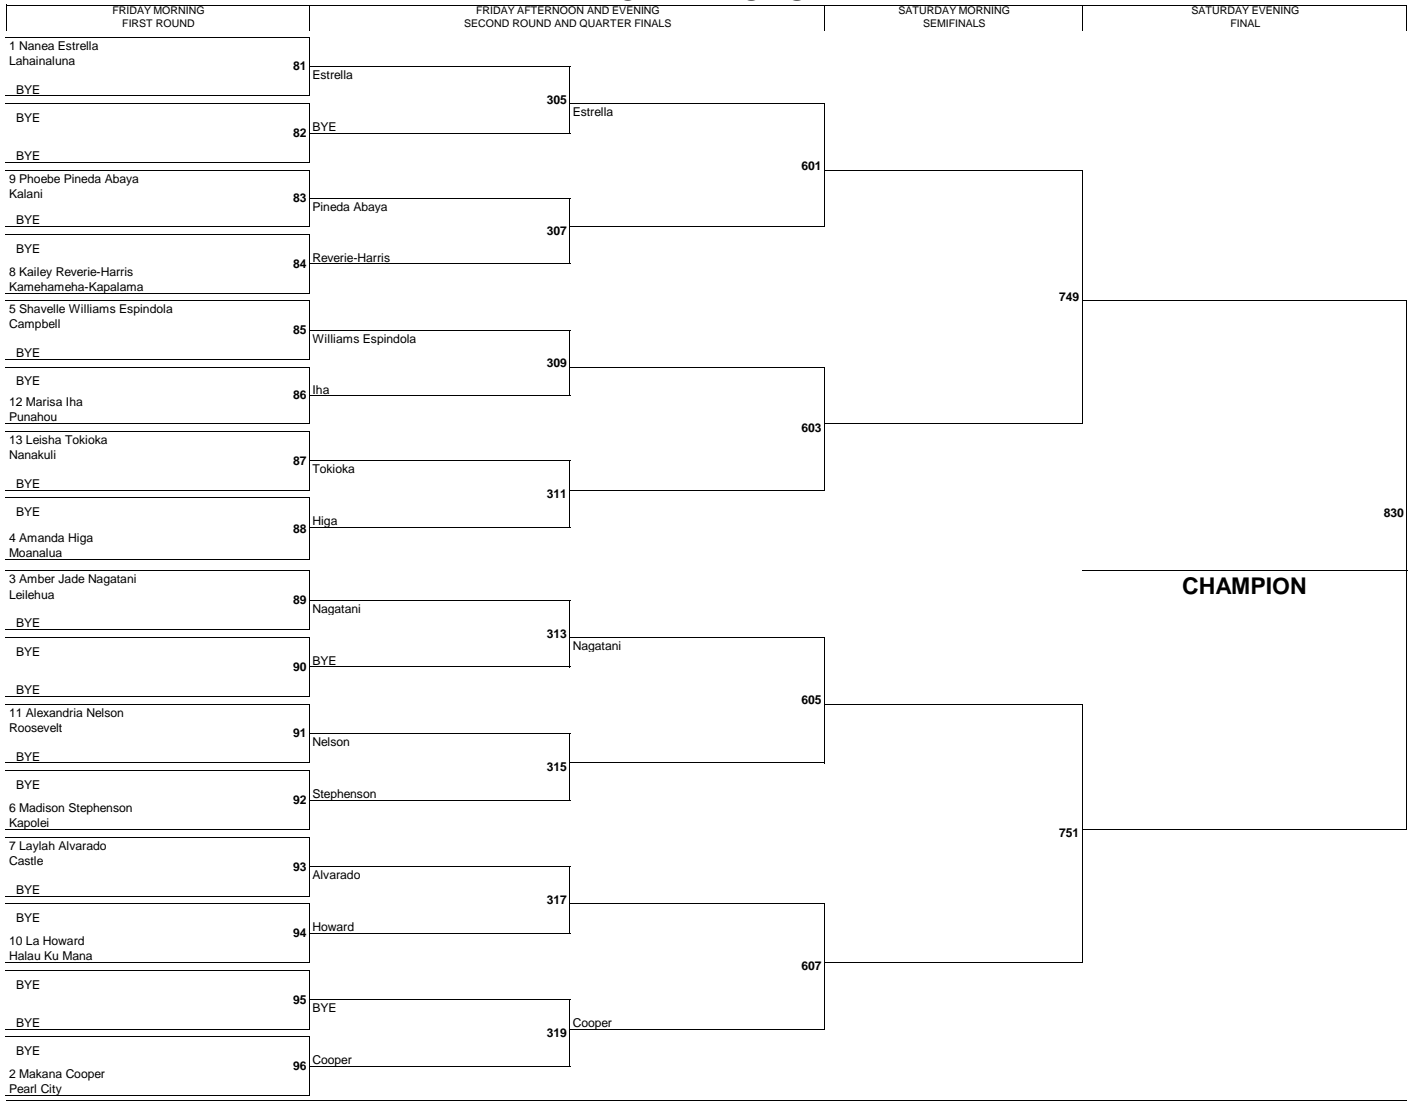 FRIDAY MORNING
FIRST ROUND
FRIDAY AFTERNOON AND EVENING
SECOND ROUND AND QUARTER FINALS
SATURDAY MORNING
SEMIFINALS
SATURDAY EVENING
FINAL
1 Nanea Estrella
Lahainaluna
81
BYE
BYE
82
BYE
9 Phoebe Pineda Abaya
Kalani
83
BYE
BYE
84
8 Kailey Reverie-Harris
Kamehameha-Kapalama
5 Shavelle Williams Espindola
Campbell
85
BYE
BYE
86
12 Marisa Iha
Punahou
13 Leisha Tokioka
Nanakuli
87
BYE
BYE
88
4 Amanda Higa
Moanalua
3 Amber Jade Nagatani
Leilehua
89
BYE
BYE
90
BYE
11 Alexandria Nelson
Roosevelt
91
BYE
BYE
92
6 Madison Stephenson
Kapolei
7 Laylah Alvarado
Castle
93
BYE
BYE
94
10 La Howard
Halau Ku Mana
BYE
95
BYE
BYE
96
2 Makana Cooper
Pearl City
Estrella
305
BYE
Pineda Abaya
307
Reverie-Harris
Williams Espindola
309
Iha
Tokioka
311
Higa
Nagatani
313
BYE
Nelson
315
Stephenson
Alvarado
317
Howard
BYE
319
Cooper
Estrella
601
603
Nagatani
605
607
Cooper
749
751
830
CHAMPION